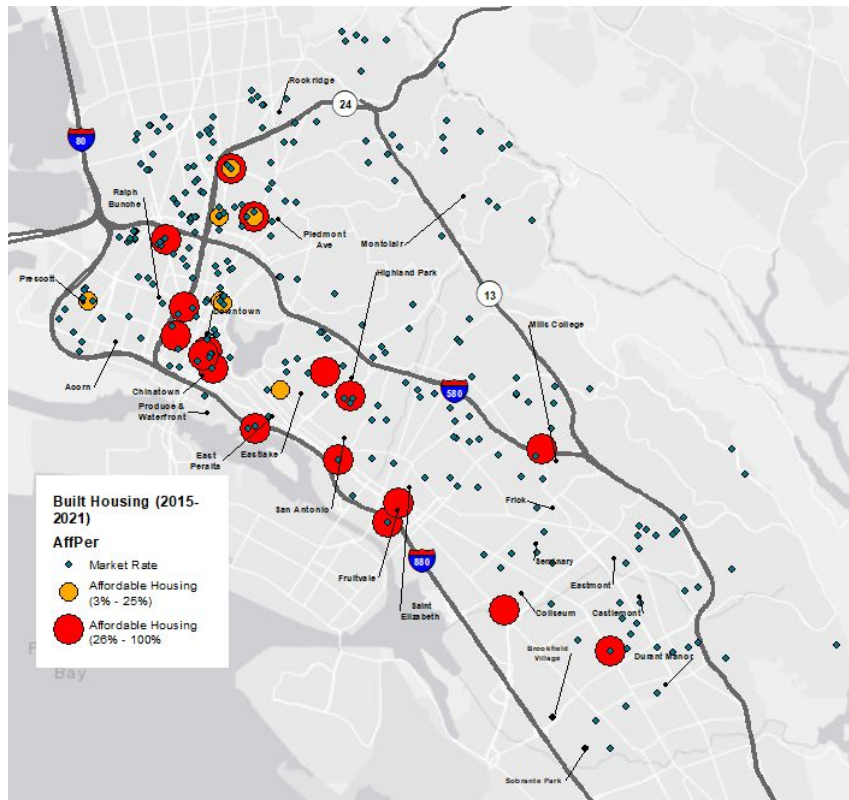 Rookridge
24
80
Ralph
Bunche
Piedmont
Ave
Montolair
Prescott
Highland Park
13
Downtown
Mills College
Acorn
Chinatown
580
Produce &
Waterfront
East
Peralta
Eastlake
San Antonio
Frick
Built Housing (2015-
2021)
AffPer
Market Rate
Affordable Housing
(3% - 25%)
Affordable Housing
(26% - 100%
880
Fruitvale
Seminary
Eastmont
Saint
Elizabeth
Coliseum
Castlemont
Brookfield
Village
Durant Manor
Bay
Sobrante Park